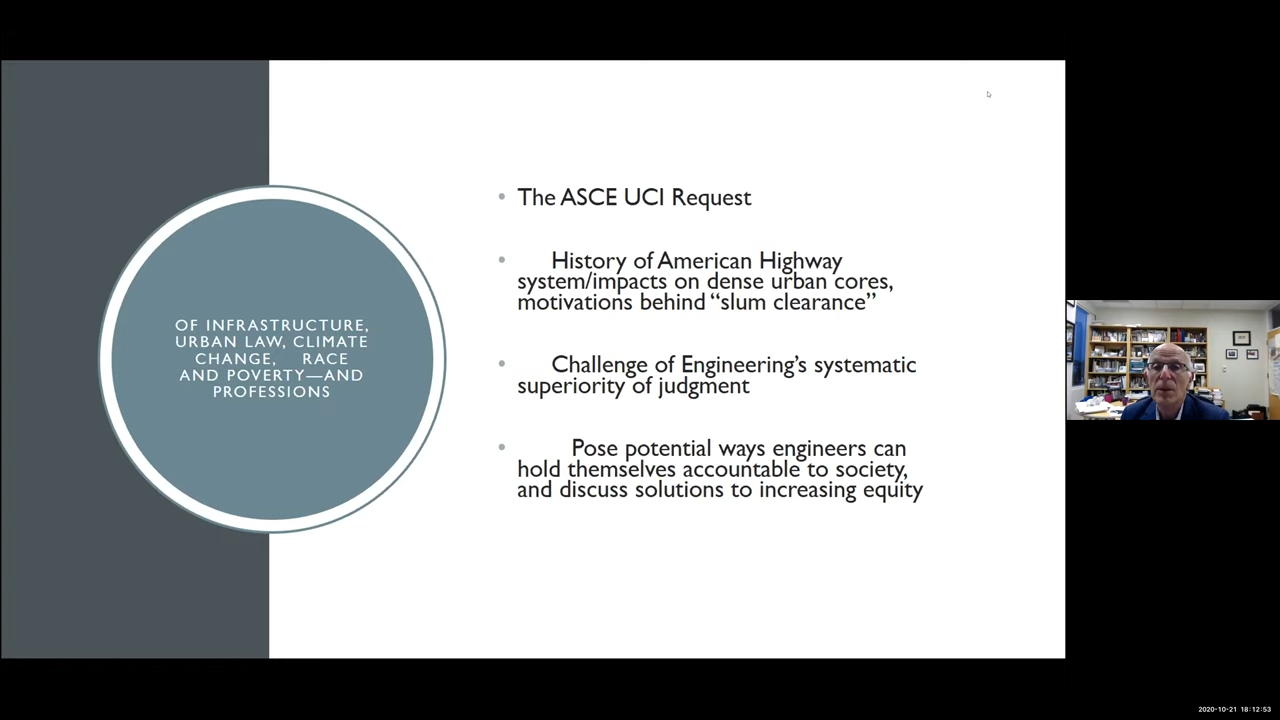 OF INFRASTRUCTURE,
URBAN LAW, CLIMATE
CHANGE, RACE
AND POVERTY—AND
PROFESSIONS
• The ASCE UCI Request
• History of American Highway
system/impacts on dense urban cores,
motivations behind “slum clearance”
• Challenge of Engineering’s systematic
superiority of judgment
• Pose potential ways engineers can
hold themselves accountable to society,
and discuss solutions to increasing equity
2020-10-21 18:12:53